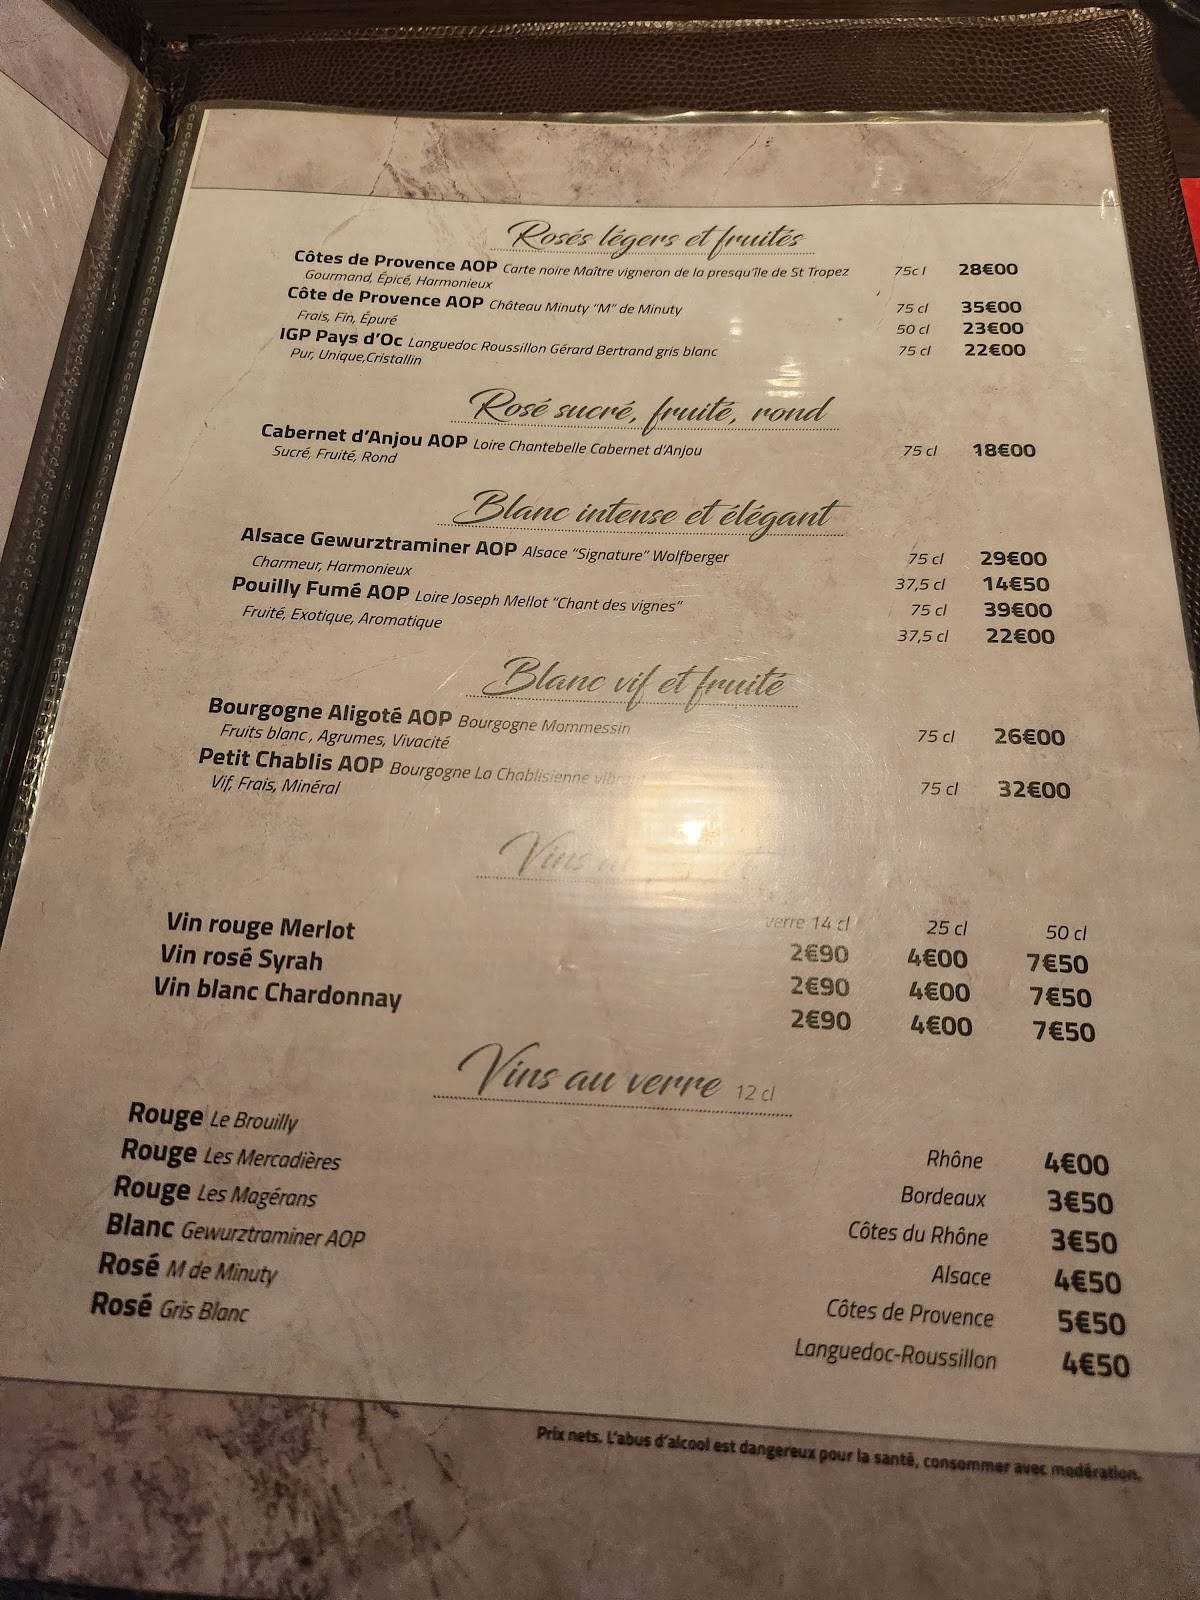 Rosés légers et fruités
Côtes de Provence AOP Carte noire Maître vigneron de la presqu'île de St Tropez 75c l 28€00
Gourmand, Épicé, Harmonieux
Côte de Provence AOP Château Minuty "M" de Minuty 75 cl 35€00
Frais, Fin, Épuré 50 cl 23€00
IGP Pays d'Oc Languedoc Roussillon Gérard Bertrand gris blanc 75 cl 22€00
Pur, Unique,Cristallin
Rosé sucré, fruité, rond
Cabernet d'Anjou AOP Loire Chantebelle Cabernet d'Anjou 75 cl 18€00
Sucré, Fruité, Rond
Blanc intense et élégant
Alsace Gewurztraminer AOP Alsace "Signature" Wolfberger 75 cl 29€00
Charmeur, Harmonieux 37,5 cl 14€50
Pouilly Fumé AOP Loire Joseph Mellot "Chant des vignes" 75 cl 39€00
Fruité, Exotique, Aromatique 37,5 cl 22€00
Blanc vif et fruité
Bourgogne Aligoté AOP Bourgogne Mommessin 75 cl 26€00
Fruits blanc , Agrumes, Vivacité
Petit Chablis AOP Bourgogne La Chablisienne 75 cl 32€00
Vif, Frais, Minéral
Vins
verre 14 cl 25 cl 50 cl
Vin rouge Merlot 2€90 4€00 7€50
Vin rosé Syrah 2€90 4€00 7€50
Vin blanc Chardonnay 2€90 4€00 7€50
Vins au verre 12 cl
Rouge Le Brouilly Rhône 4€00
Rouge Les Mercadières Bordeaux 3€50
Rouge Les Magérans Côtes du Rhône 3€50
Blanc Gewurztraminer AOP Alsace 4€50
Rosé M de Minuty Côtes de Provence 5€50
Rosé Gris Blanc Languedoc-Roussillon 4€50
Prix nets. L'abus d'alcool est dangereux pour la santé, consommer avec modération.